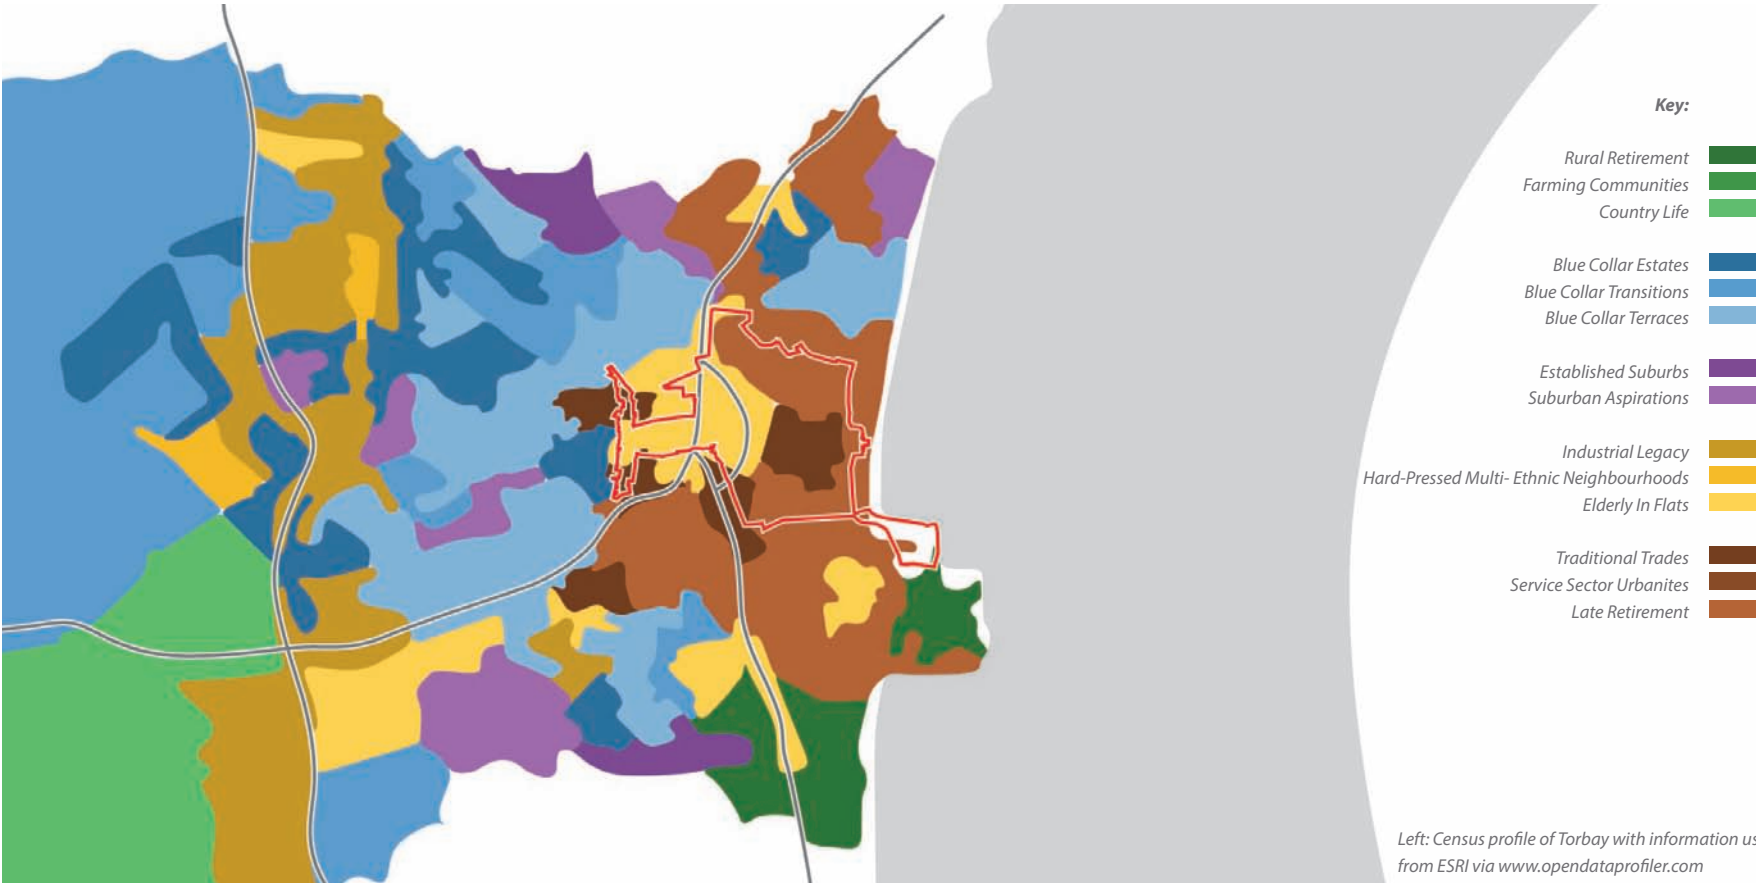 Key:
Rural Retirement
Farming Communities
Country Life
Blue Collar Estates
Blue Collar Transitions
Blue Collar Terraces
Established Suburbs
Suburban Aspirations
Industrial Legacy
Hard-Pressed Multi- Ethnic Neighbourhoods
Elderly In Flats
Traditional Trades
Service Sector Urbanites
Late Retirement
Left: Census profile of Torbay with information us
from ESRI via www.opendataprofiler.com